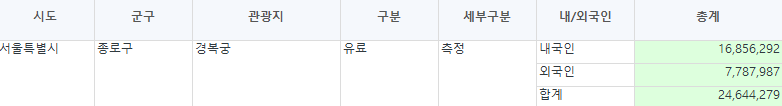 시도 군구 관광지 구분 세부구분 내/외국인 총계
서울특별시 종로구 경복궁 유료 측정 내국인 16,856,292
외국인 7,787,987
합계 24,644,279